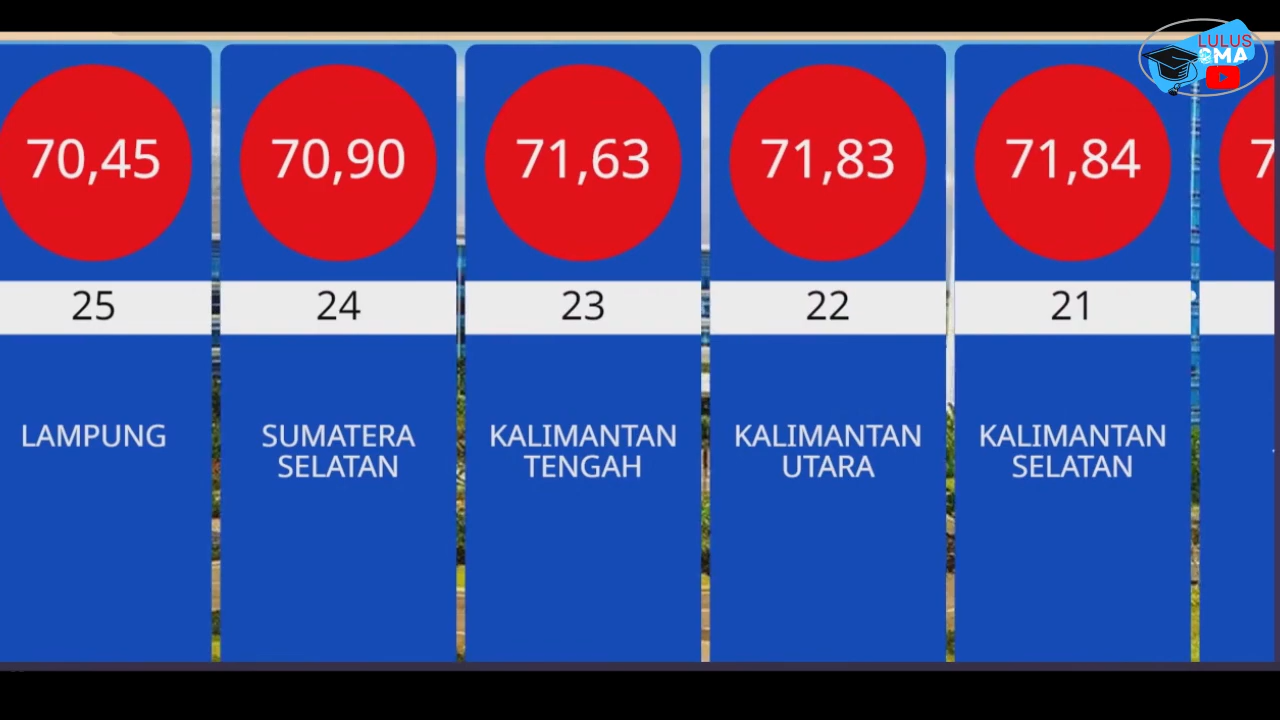 LULUS
SMA
70,45
70,90
71,63
71,83
71,84
7
25
24
23
22
21
LAMPUNG
SUMATERA
SELATAN
KALIMANTAN
TENGAH
KALIMANTAN
UTARA
KALIMANTAN
SELATAN